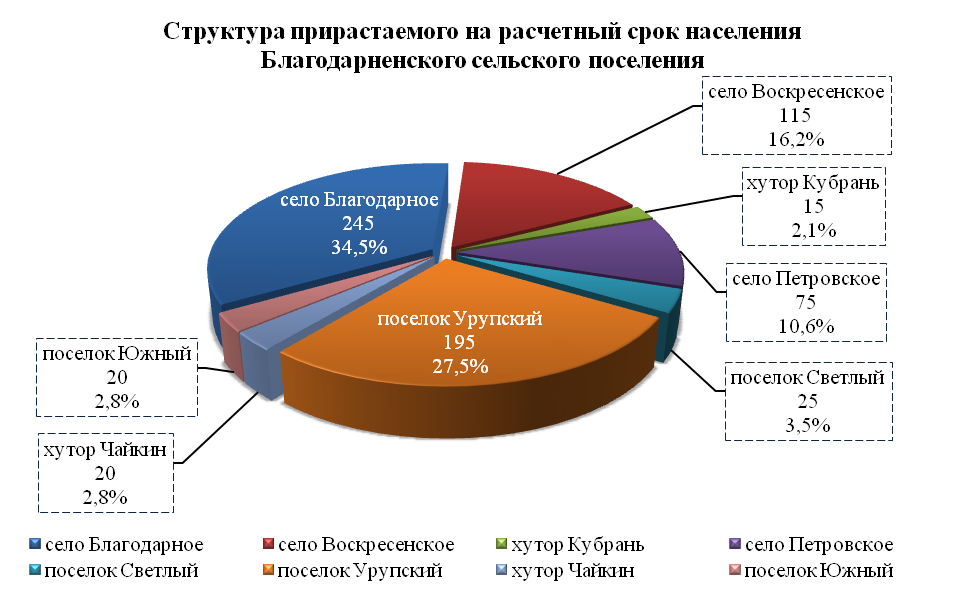 Структура прирастаемого на расчетный срок населения
Благодарненского сельского поселения
село Воскресенское
115
16,2%
хутор Кубрань
15
2,1%
село Благодарное
245
34,5%
село Петровское
75
10,6%
поселок Урупский
195
27,5%
поселок Южный
20
2,8%
поселок Светлый
25
3,5%
хутор Чайкин
20
2,8%
село Благодарное
село Воскресенское
хутор Кубрань
село Петровское
поселок Светлый
поселок Урупский
хутор Чайкин
поселок Южный